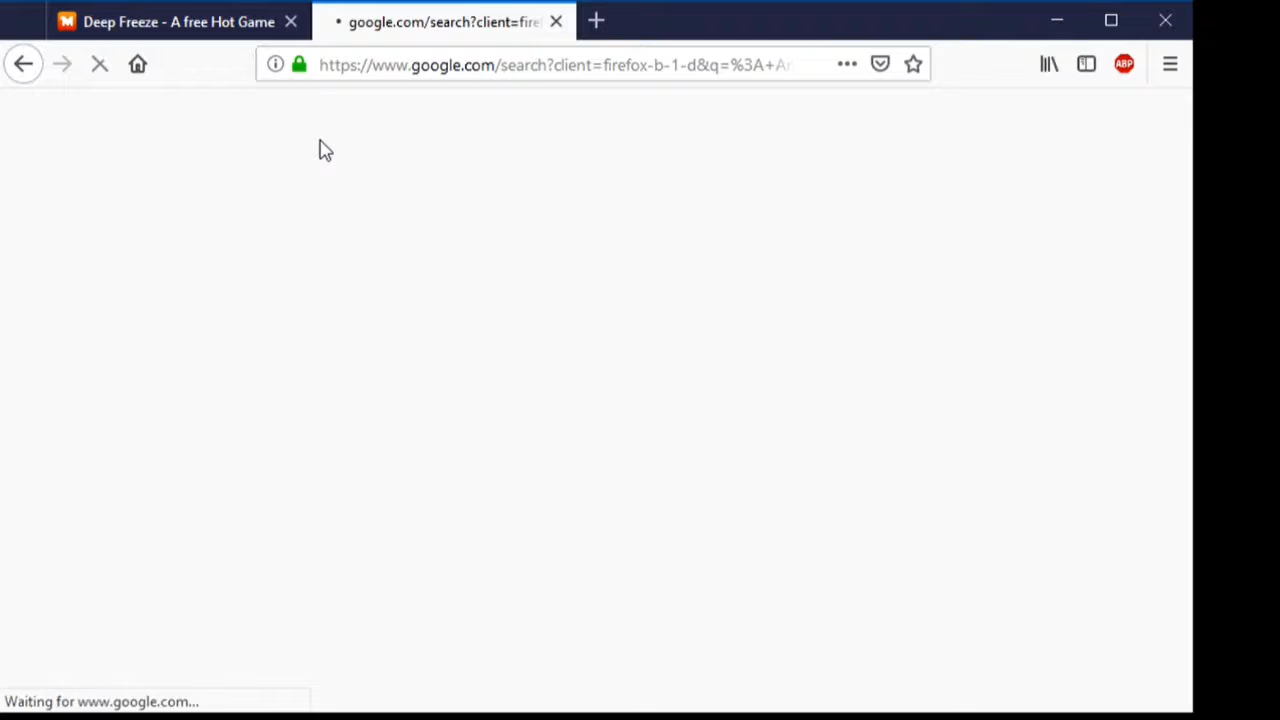 Deep Freeze - A free Hot Game
google.com/search?client=fire
https://www.google.com/search?client=firefox-b-1-d&q=%3A+Ar
ABP
Waiting for www.google.com...